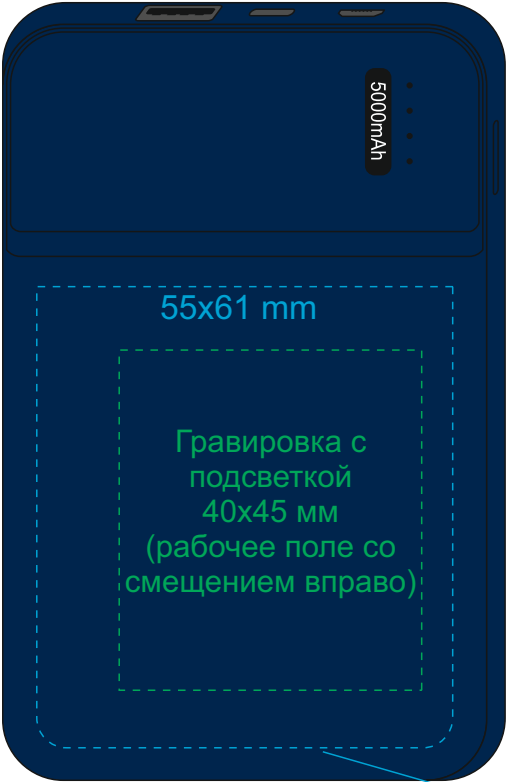 5000mAh
55x61 mm
Гравировка с
подсветкой
40x45 мм
(рабочее поле со
смещением вправо)